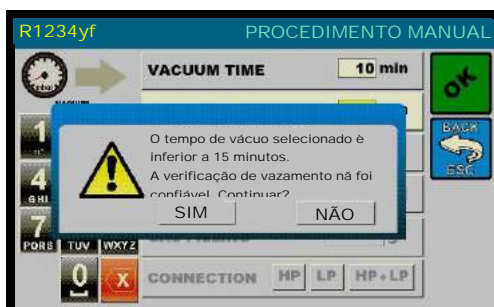 R1234yf
PROCEDIMENTO MANUAL
VACUUM TIME
10 min
OK
BACK
ESC
O tempo de vácuo selecionado è
inferior a 15 minutos.
A verificação de vazamento nã foi
confiável. Continuar?
SIM
NÃO
1
4
GHI
7
PQRS
TUV
WXYZ
0
X
CONNECTION
HP
LP
HP+LP